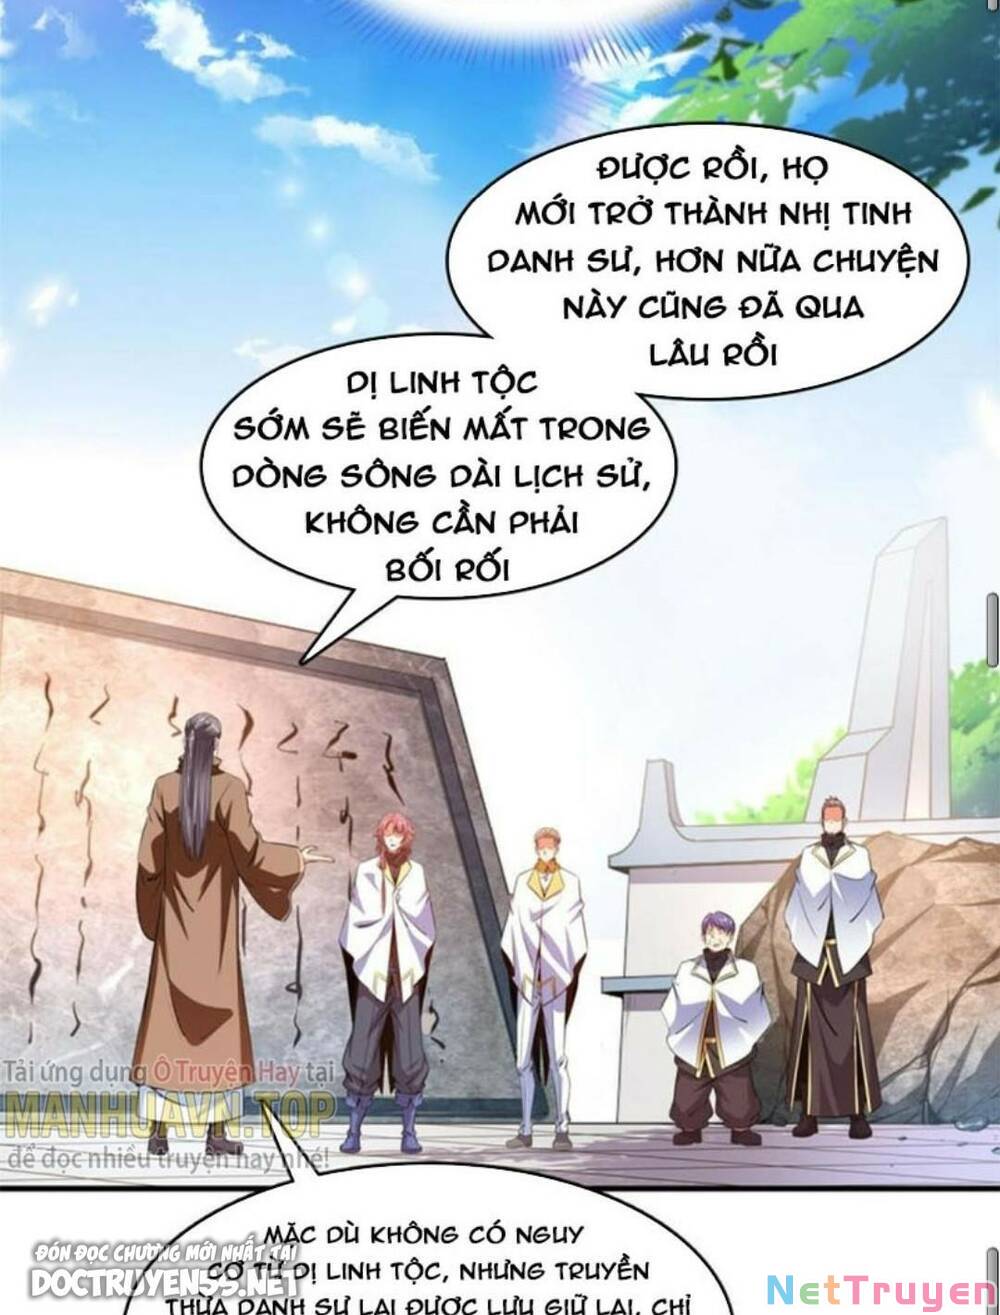 ĐƯỢC RỒI, HỌ
MỚI TRỞ THÀNH NHỊ TINH
DANH SƯ, HƠN NỮA CHUYỆN
NÀY CŨNG ĐÃ QUA
LÂU RỒI
DỊ LINH TỘC
SỚM SẼ BIẾN MẤT TRONG
DÒNG SÔNG DÀI LỊCH SỬ,
KHÔNG CẦN PHẢI
BỐI RỐI
Tải ứng dụng Ô Truyện Hay tại
MANHUAVN.TOP
để đọc nhiều truyện hay nhé!
MẶC DÙ KHÔNG CÓ NGUY
CƠ TỪ DỊ LINH TỘC, NHƯNG TRUYỀN
THỪA DANH SƯ LẠI ĐƯỢC LƯU GIỮ LẠI, CHỈ
ĐÓN ĐỌC CHƯƠNG MỚI NHẤT TẠI
DOCTRUYEN5S.NET
NetTruyen